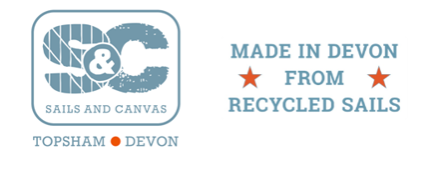 S&C
SAILS AND CANVAS
TOPSHAM DEVON
MADE IN DEVON
FROM
RECYCLED SAILS